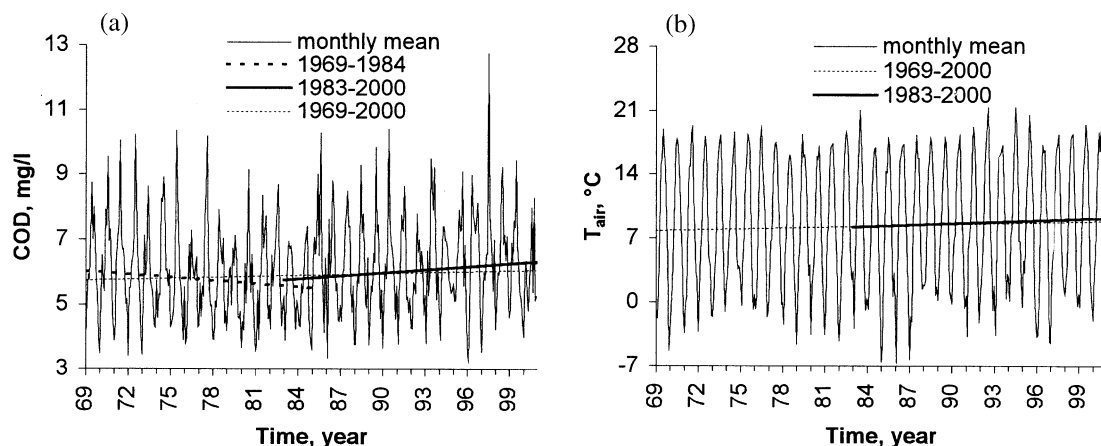 (a)
monthly mean
1969-1984
1983-2000
1969-2000
COD, mg/l
13
11
9
7
5
3
69 72 75 78 81 84 87 90 93 96 99
Time, year
(b)
monthly mean
1969-2000
1983-2000
Tair, °C
28
21
14
7
0
-7
69 72 75 78 81 84 87 90 93 96 99
Time, year